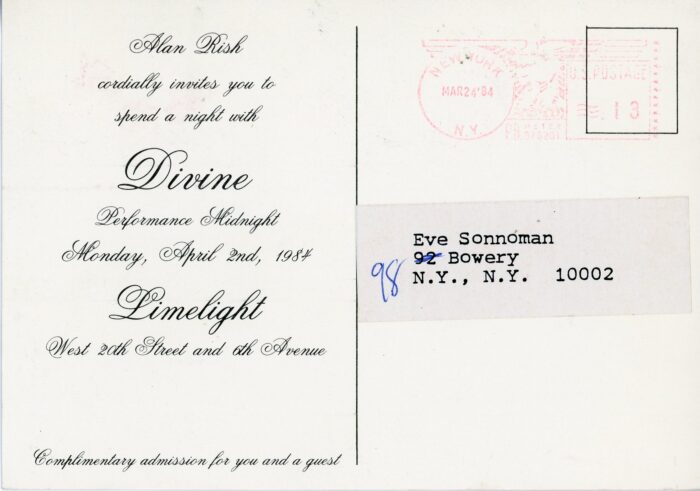 Alan Rish
cordially invites you to
spend a night with
Divine
Performance Midnight
Monday, April 2nd, 1984
Limelight
West 20th Street and 6th Avenue
Complimentary admission for you and a guest
NEW YORK
MAR 24 '84
N.Y.
U.S. POSTAGE
13
Eve Sonnoman
92 Bowery
98
N.Y., N.Y. 10002